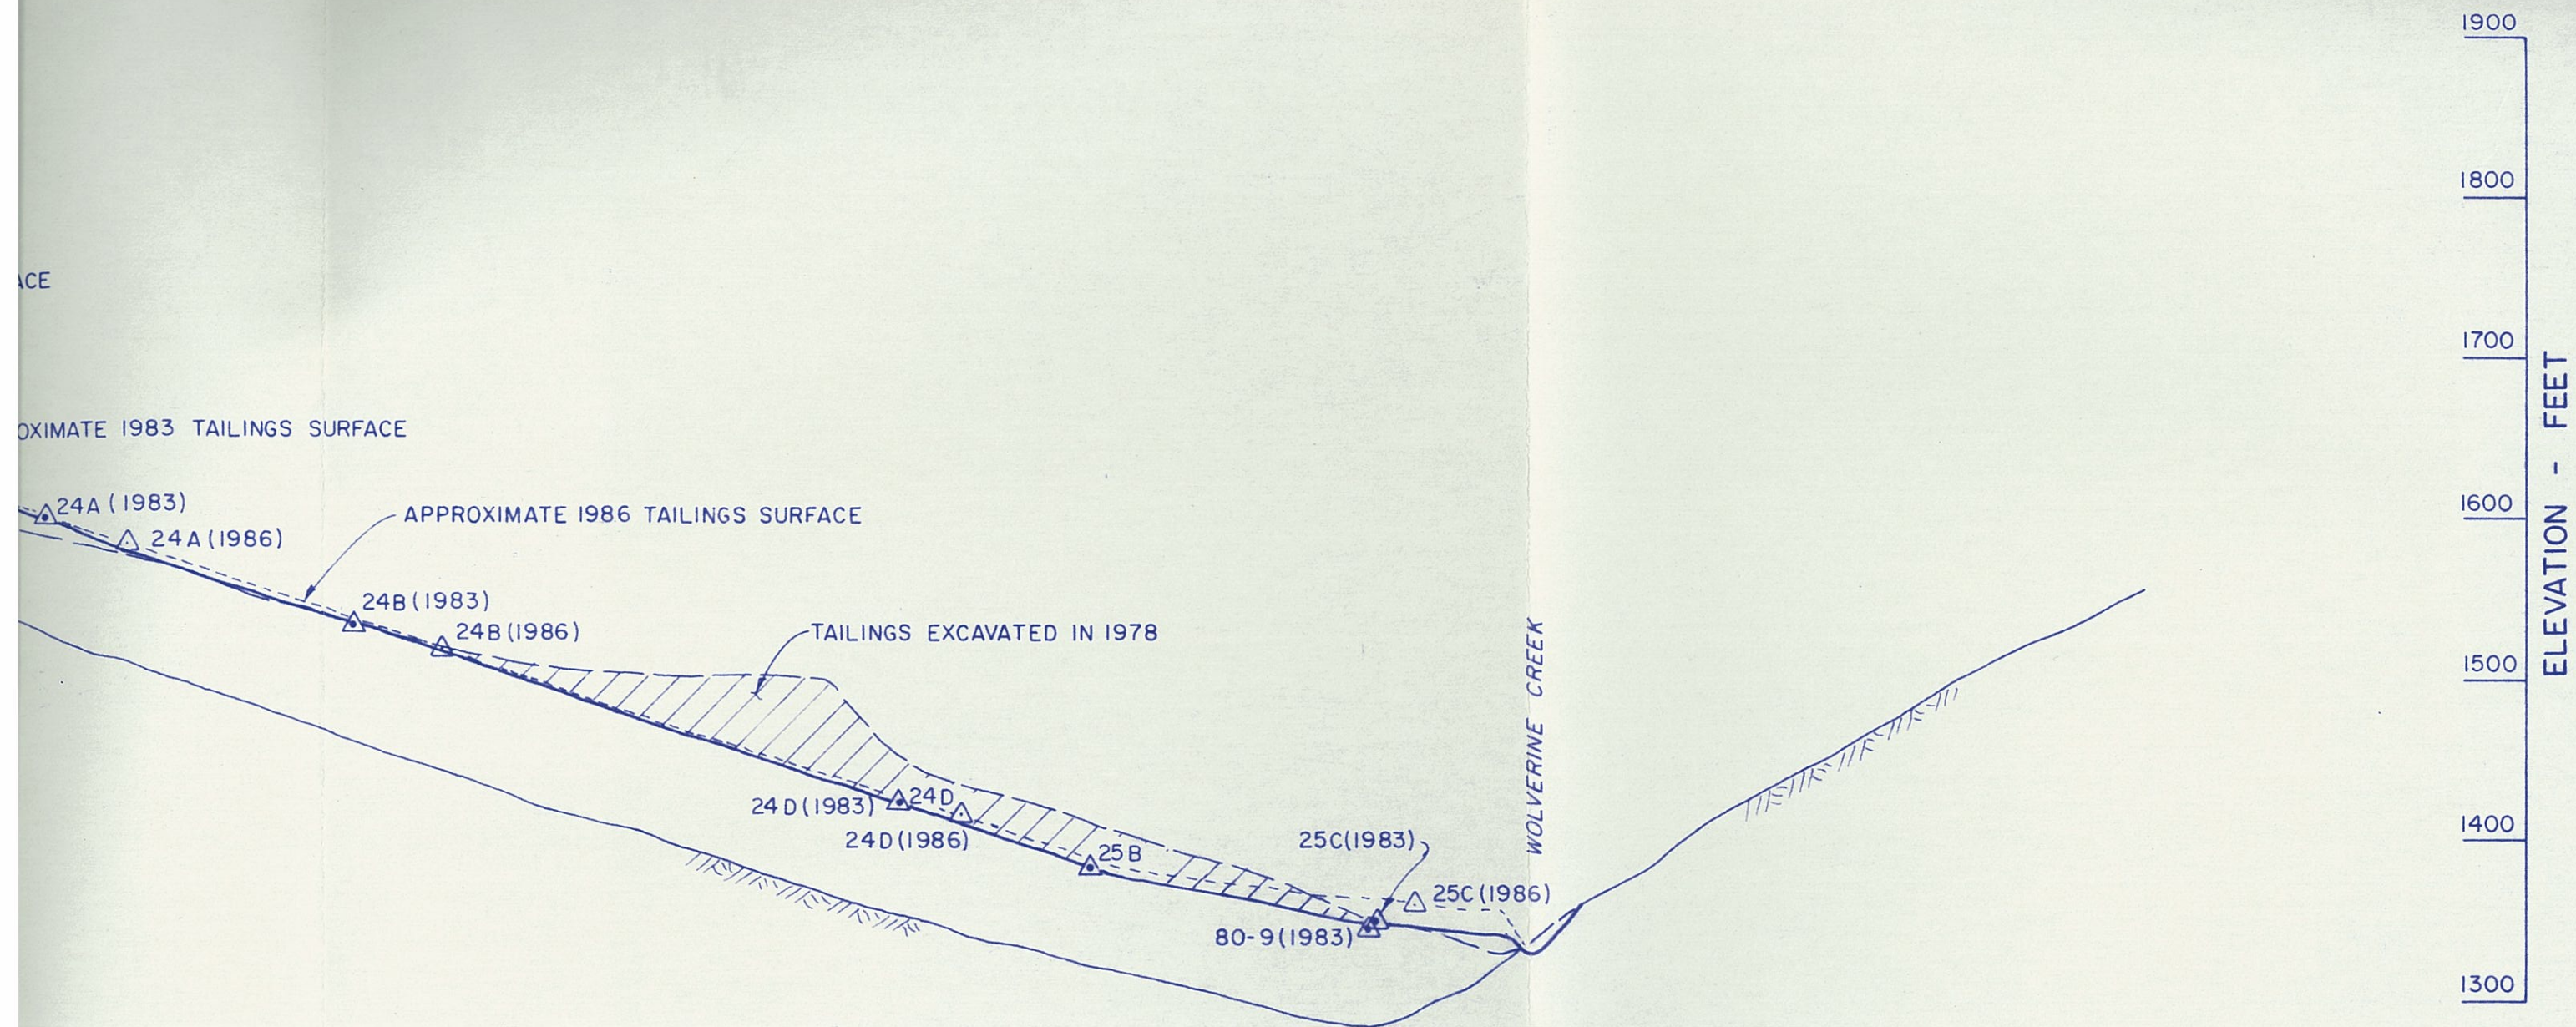 1900
1800
ACE
1700
OXIMATE 1983 TAILINGS SURFACE
24A (1983)
APPROXIMATE 1986 TAILINGS SURFACE
1600
24A (1986)
ELEVATION - FEET
24B (1983)
24B (1986)
TAILINGS EXCAVATED IN 1978
WOLVERINE CREEK
1500
24D (1983)
24D
24D (1986)
25B
25C (1983)
1400
25C (1986)
80-9 (1983)
1300